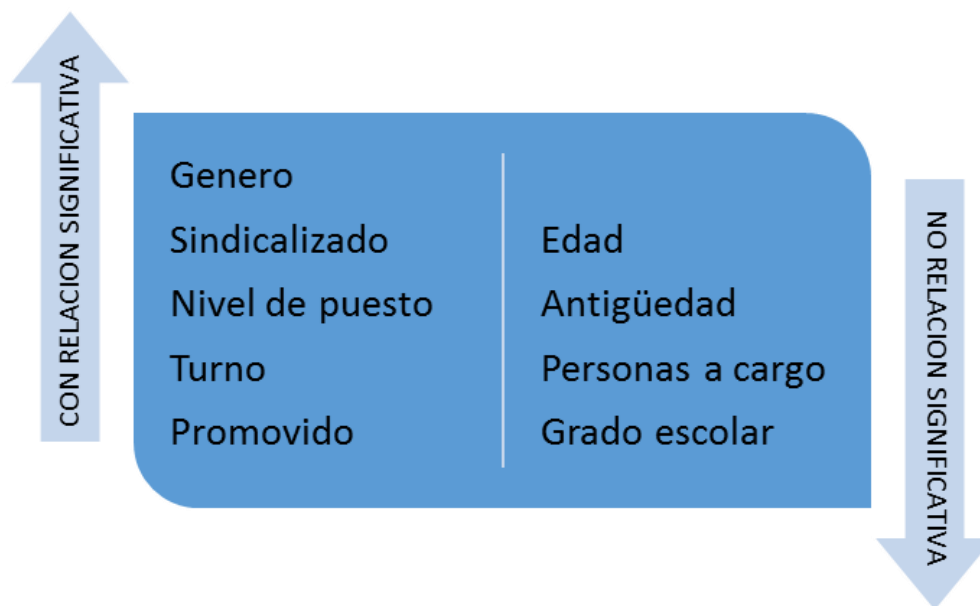 CON RELACION SIGNIFICATIVA
Genero
Sindicalizado
Nivel de puesto
Turno
Promovido
Edad
Antigüedad
Personas a cargo
Grado escolar
NO RELACION SIGNIFICATIVA